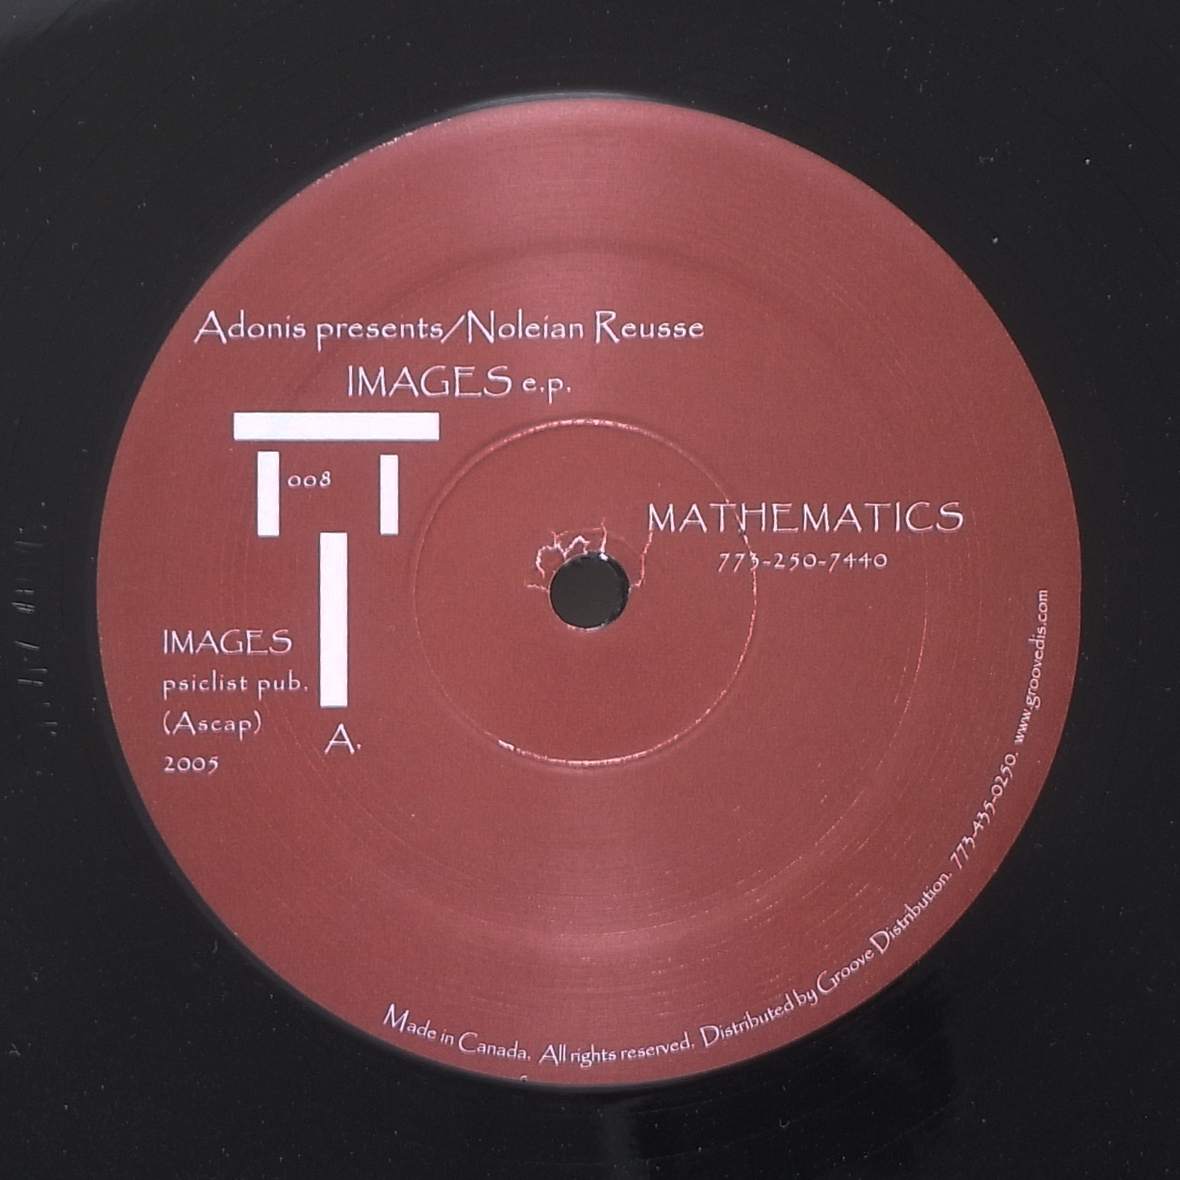 Adonis presents/Noleian Reusse
IMAGES e.p.
008
MATHEMATICS
773-250-7440
IMAGES
psiclist pub.
(Ascap)
2005
A.
Made in Canada. All rights reserved. Distributed by Groove Distribution. 773-435-0250. www.groovedis.com